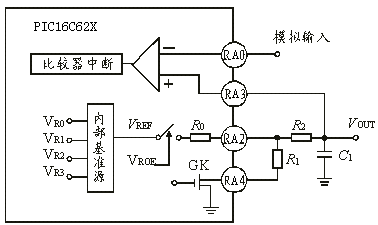 PIC16C62X
模拟输入
RA0
比较器中断
−
+
RA3
VR0
VR1
VR2
VR3
内部基准源
VREF
VROE
R0
RA2
R2
VOUT
R1
C1
GK
RA4